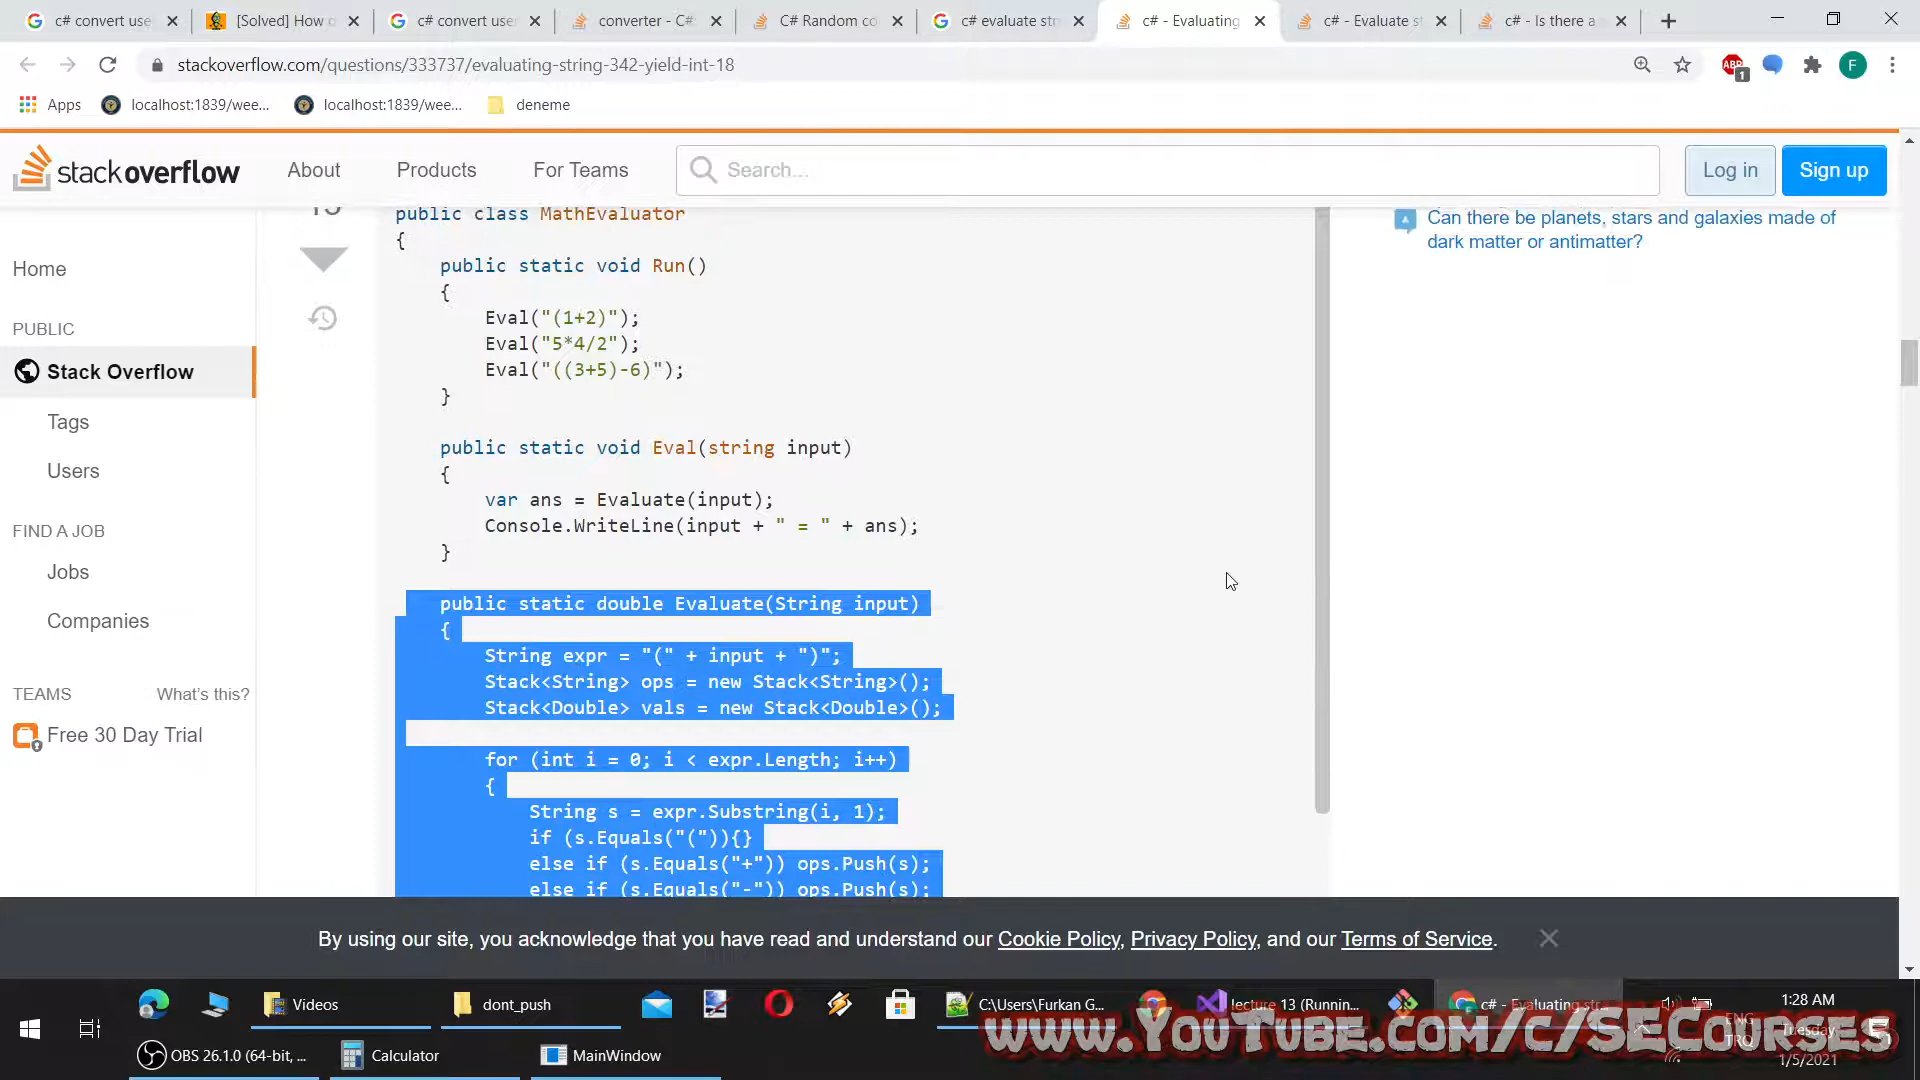 c# convert use
[Solved] How o
c# convert use
converter - C#
C# Random co
c# evaluate str
c# - Evaluating
c# - Evaluate s
c# - Is there a
stackoverflow.com/questions/333737/evaluating-string-342-yield-int-18
ABP
1
F
Apps
localhost:1839/wee...
localhost:1839/wee...
deneme
stackoverflow
About
Products
For Teams
Search...
Log in
Sign up
Home
PUBLIC
Stack Overflow
Tags
Users
FIND A JOB
Jobs
Companies
TEAMS
What's this?
Free 30 Day Trial
public class MathEvaluator
{
public static void Run()
{
Eval("(1+2)");
Eval("5*4/2");
Eval("((3+5)-6)");
}
public static void Eval(string input)
{
var ans = Evaluate(input);
Console.WriteLine(input + " = " + ans);
}
public static double Evaluate(String input)
{
String expr = "(" + input + ")";
Stack<String> ops = new Stack<String>();
Stack<Double> vals = new Stack<Double>();
for (int i = 0; i < expr.Length; i++)
{
String s = expr.Substring(i, 1);
if (s.Equals("(")){}
else if (s.Equals("+")) ops.Push(s);
else if (s.Equals("-")) ops.Push(s);
Can there be planets, stars and galaxies made of
dark matter or antimatter?
By using our site, you acknowledge that you have read and understand our Cookie Policy, Privacy Policy, and our Terms of Service.
Videos
dont_push
C:\Users\Furkan G...
lecture 13 (Runnin...
c# - Evaluating str...
1:28 AM
ENG
Tuesday
TRQ
1/5/2021
OBS 26.1.0 (64-bit, ...
Calculator
MainWindow
www.YouTube.com/c/SECourses